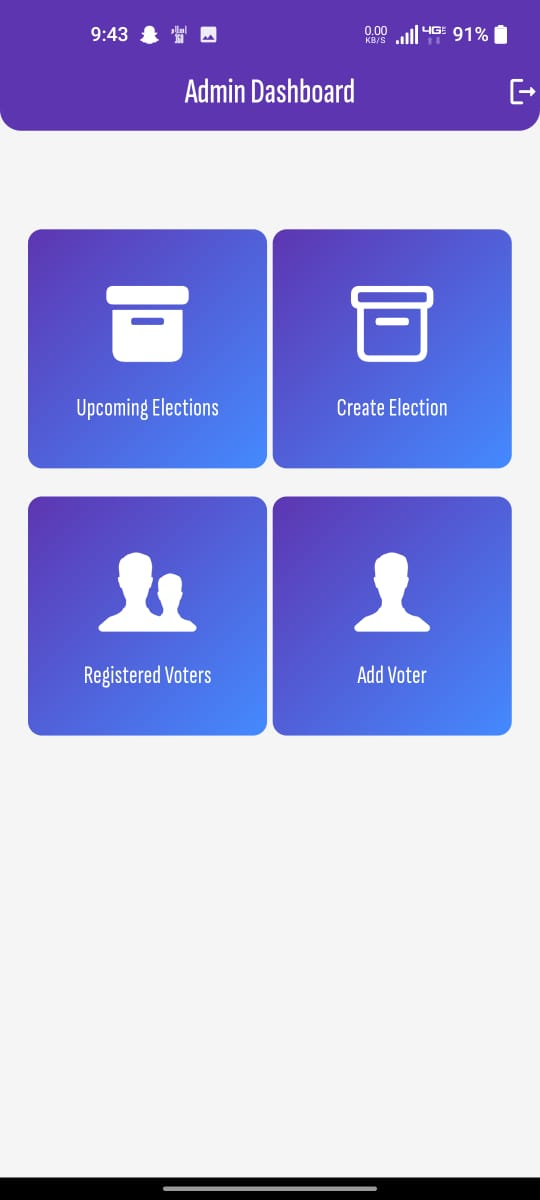 9:43
0.00
KB/S
4G
91%
Admin Dashboard
Upcoming Elections
Create Election
Registered Voters
Add Voter